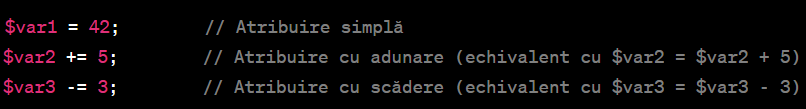 $var1 = 42;        // Atribuire simplă
$var2 += 5;        // Atribuire cu adunare (echivalent cu $var2 = $var2 + 5)
$var3 -= 3;        // Atribuire cu scădere (echivalent cu $var3 = $var3 - 3)